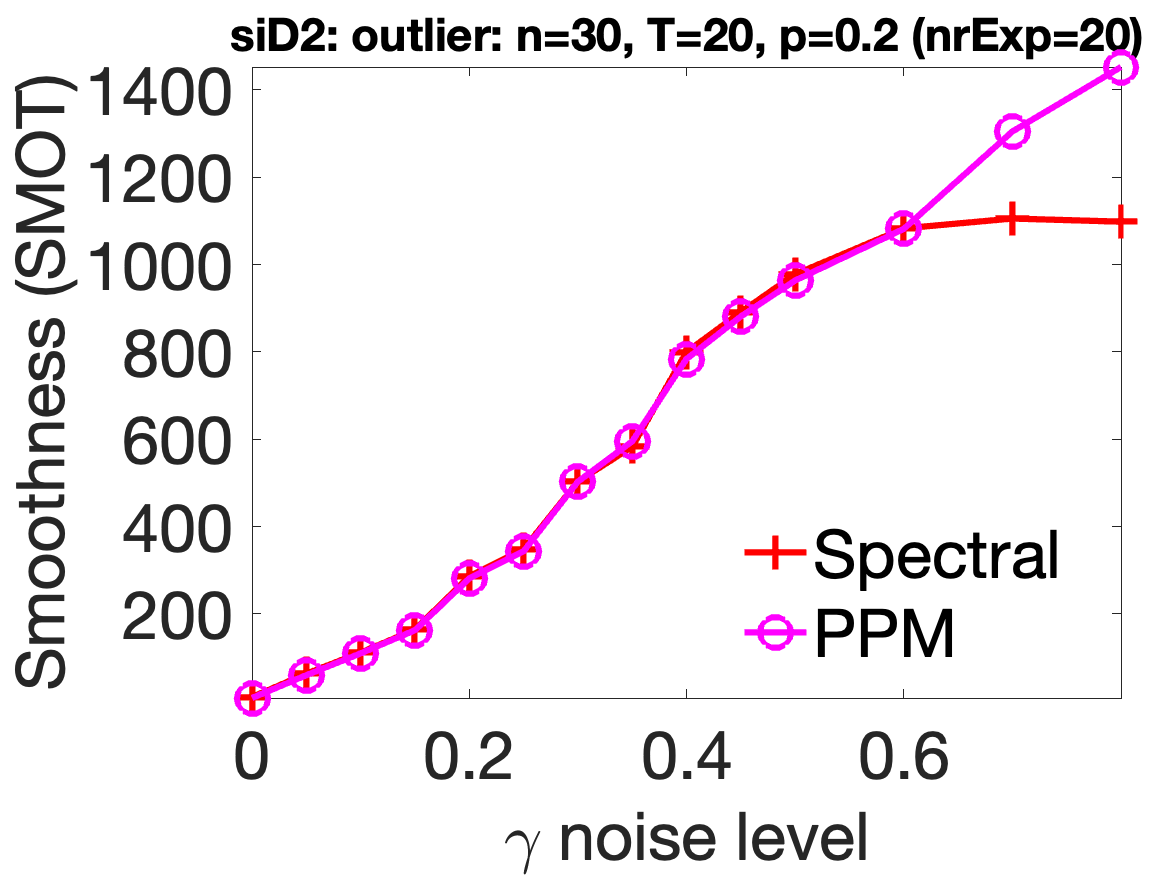 siD2: outlier: n=30, T=20, p=0.2 (nrExp=20)
Smoothness (SMOT)
1400
1200
1000
800
600
400
200
Spectral
PPM
0 0.2 0.4 0.6
γ noise level